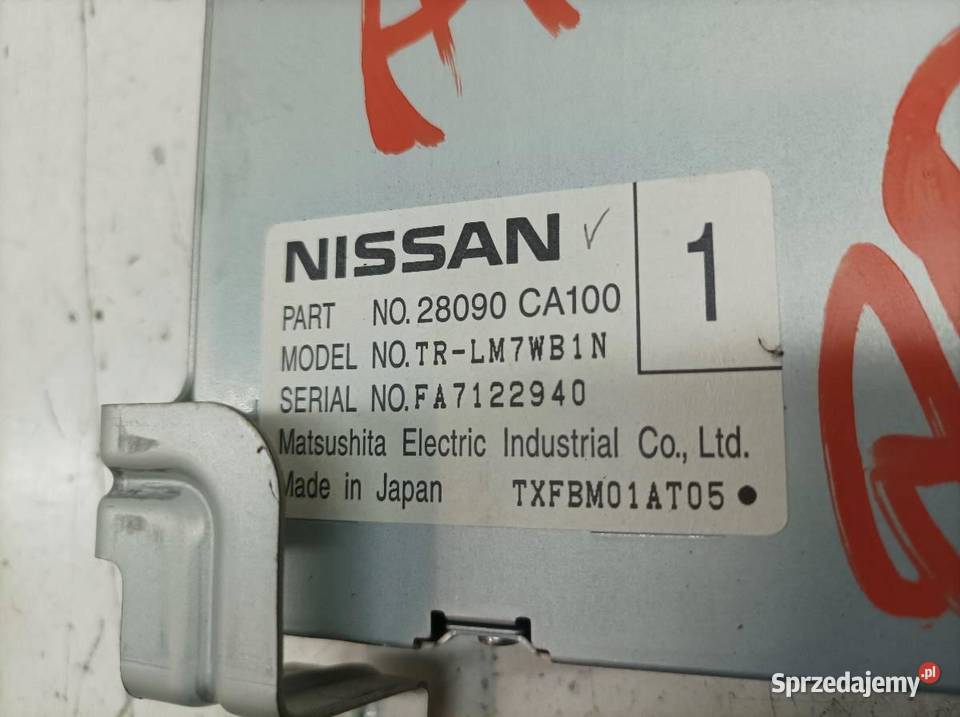 NISSAN
1
PART NO. 28090 CA100
MODEL NO. TR-LM7WB1N
SERIAL NO. FA7122940
Matsushita Electric Industrial Co., Ltd.
Made in Japan TXFBM01AT05
Sprzedajemy.pl